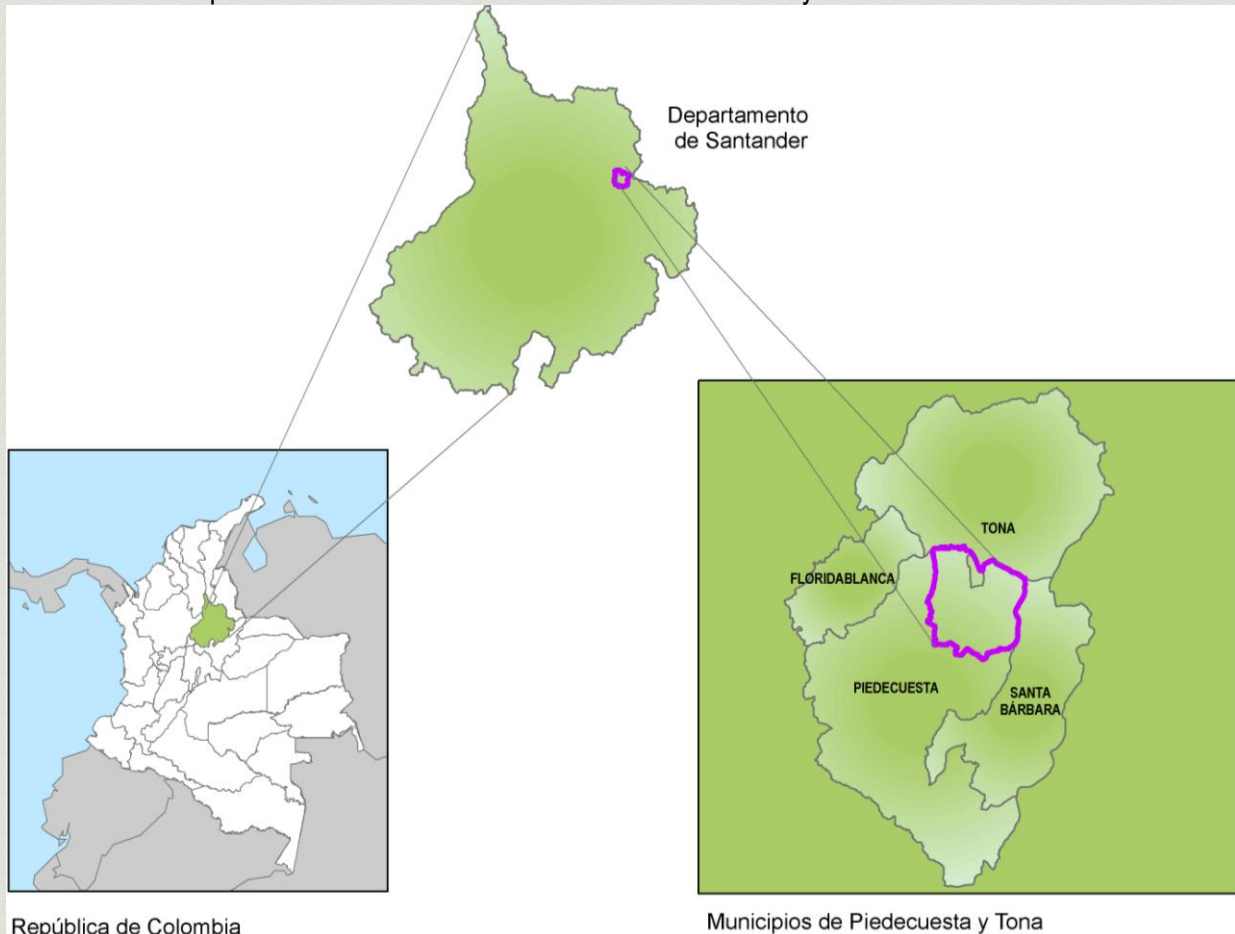 Departamento
de Santander
TONA
FLORIDABLANCA
PIEDECUESTA
SANTA
BÁRBARA
República de Colombia
Municipios de Piedecuesta y Tona